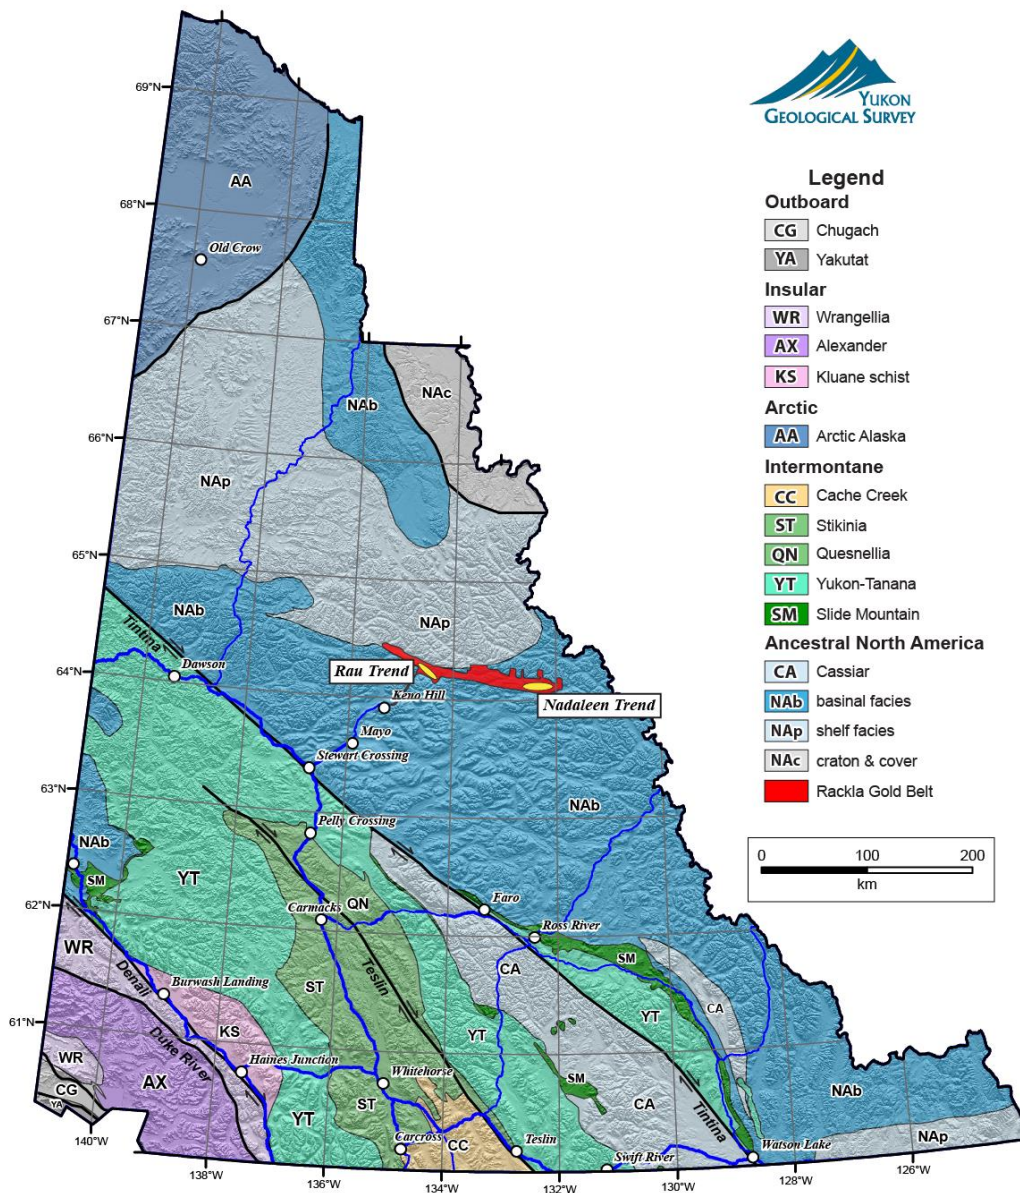 YUKON
GEOLOGICAL SURVEY
Legend
Outboard
CG Chugach
YA Yakutat
Insular
WR Wrangellia
AX Alexander
KS Kluane schist
Arctic
AA Arctic Alaska
Intermontane
CC Cache Creek
ST Stikinia
QN Quesnellia
YT Yukon-Tanana
SM Slide Mountain
Ancestral North America
CA Cassiar
NAb basinal facies
NAp shelf facies
NAc craton & cover
Rackla Gold Belt
0 100 200
km
69°N
68°N
67°N
66°N
65°N
64°N
63°N
62°N
61°N
140°W
138°W
136°W
134°W
132°W
130°W
128°W
126°W
AA
Old Crow
NAc
NAb
NAp
NAb
NAp
Tintina
Dawson
Rau Trend
Nadaleen Trend
Keno Hill
Mayo
Stewart Crossing
NAb
Pelly Crossing
NAb
SM
YT
QN
Carmacks
Faro
Ross River
SM
WR
Denali
Burwash Landing
ST
Teslin
CA
CA
YT
YT
KS
Duke River
Haines Junction
Whitehorse
WR
CG
YA
AX
YT
ST
SM
CA
Tintina
NAb
Carcross
CC
Teslin
Swift River
Watson Lake
NAp